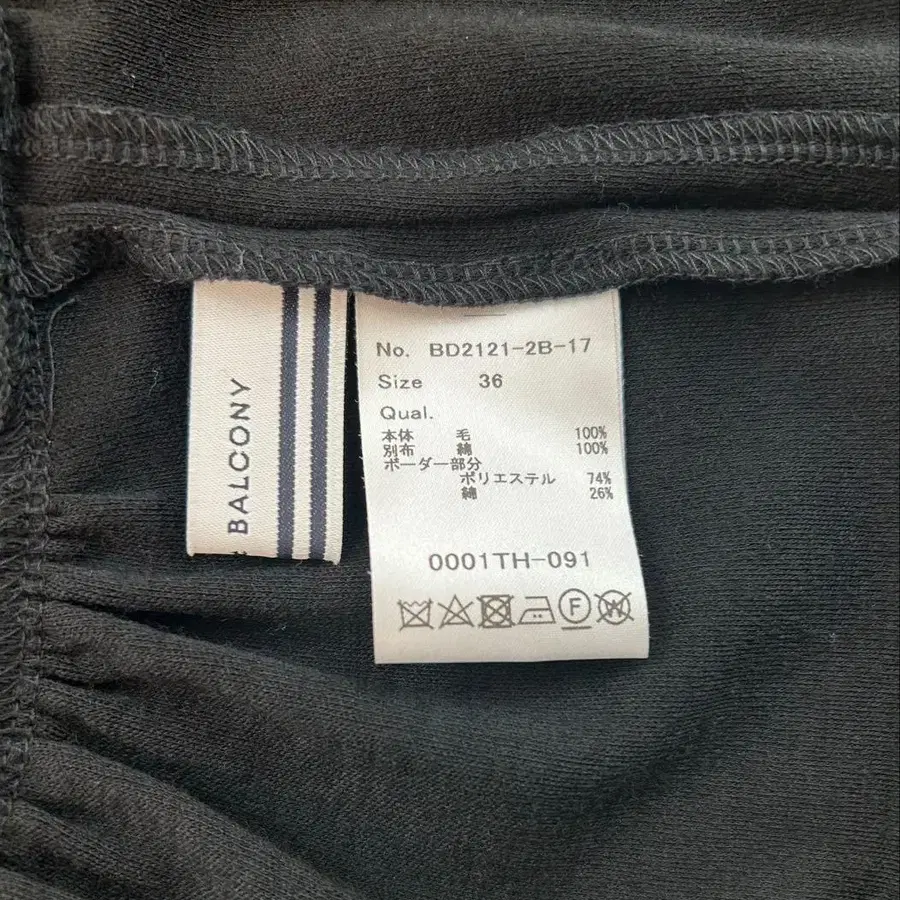 BALCONY
No. BD2121-2B-17
Size 36
Qual.
本体 毛 100%
別布 綿 100%
ボーダー部分
ポリエステル 74%
綿 26%
0001TH-091
F W